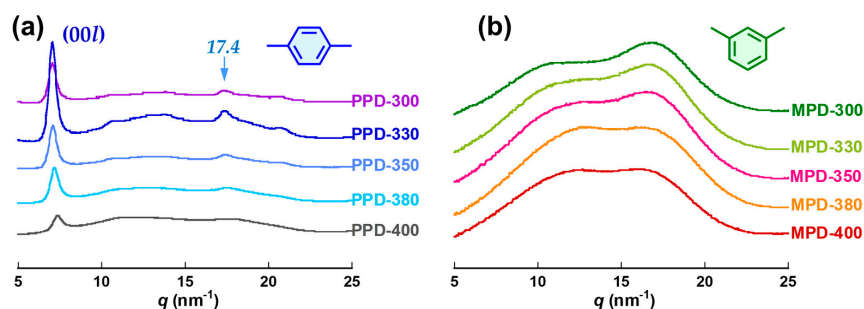 (a)
(00l)
17.4
PPD-300
PPD-330
PPD-350
PPD-380
PPD-400
5 10 15 20 25
q (nm⁻¹)
(b)
MPD-300
MPD-330
MPD-350
MPD-380
MPD-400
5 10 15 20 25
q (nm⁻¹)